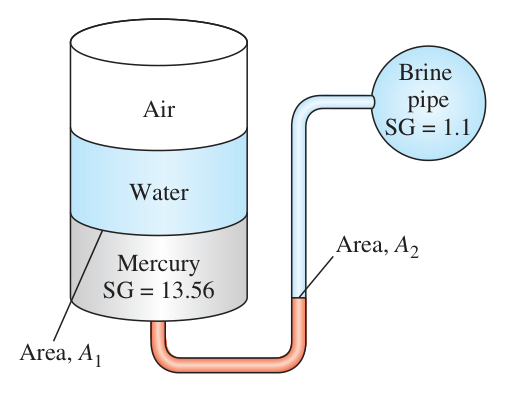 Brine
pipe
SG = 1.1
Air
Water
Area, A₂
Mercury
SG = 13.56
Area, A₁